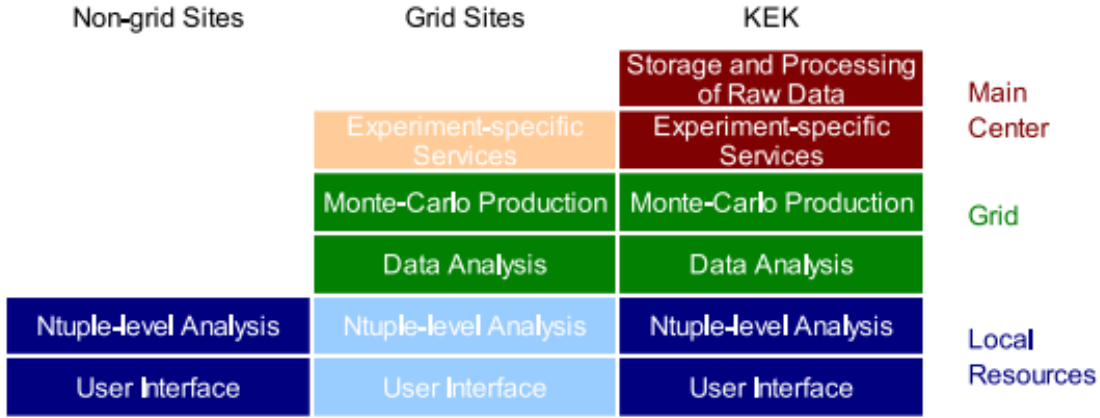 Non-grid Sites
Grid Sites
KEK
Storage and Processing
of Raw Data
Main
Center
Experiment-specific
Services
Experiment-specific
Services
Monte-Carlo Production
Monte-Carlo Production
Grid
Data Analysis
Data Analysis
Ntuple-level Analysis
Ntuple-level Analysis
Ntuple-level Analysis
Local
Resources
User Interface
User Interface
User Interface